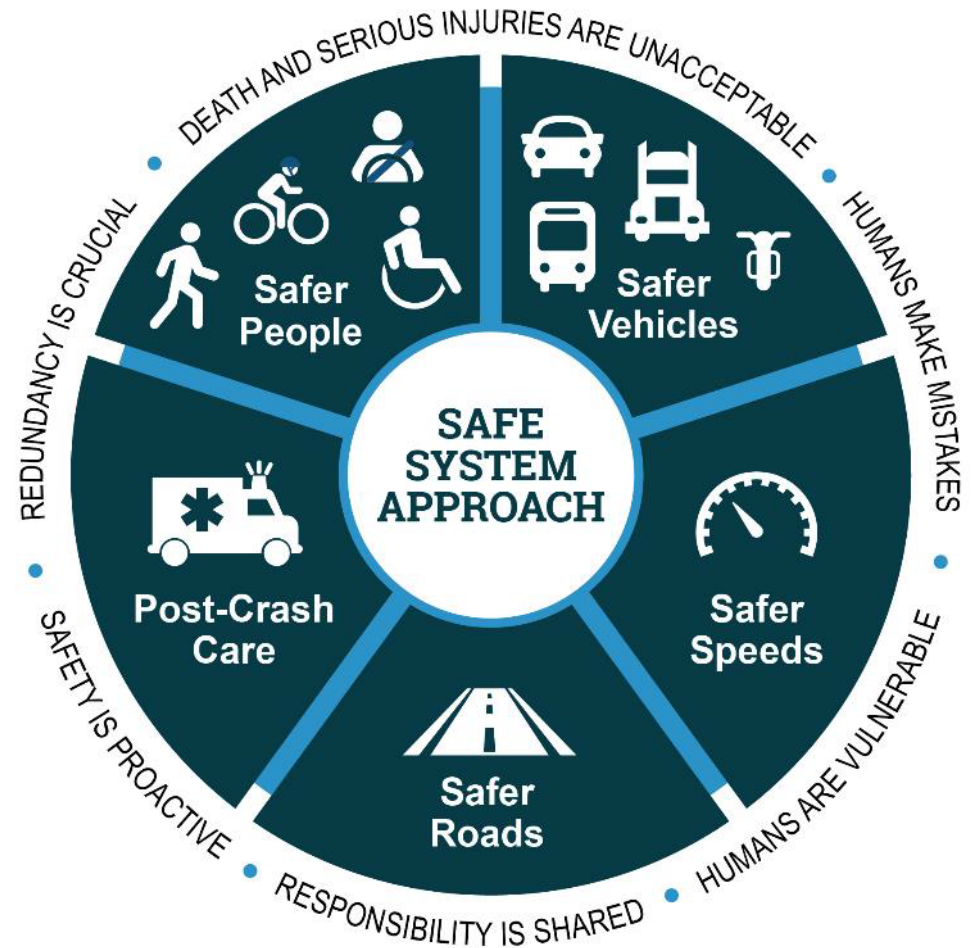 DEATH AND SERIOUS INJURIES ARE UNACCEPTABLE
HUMANS MAKE MISTAKES
HUMANS ARE VULNERABLE
RESPONSIBILITY IS SHARED
SAFETY IS PROACTIVE
REDUNDANCY IS CRUCIAL
SAFE
SYSTEM
APPROACH
Safer
People
Safer
Vehicles
Safer
Speeds
Safer
Roads
Post-Crash
Care